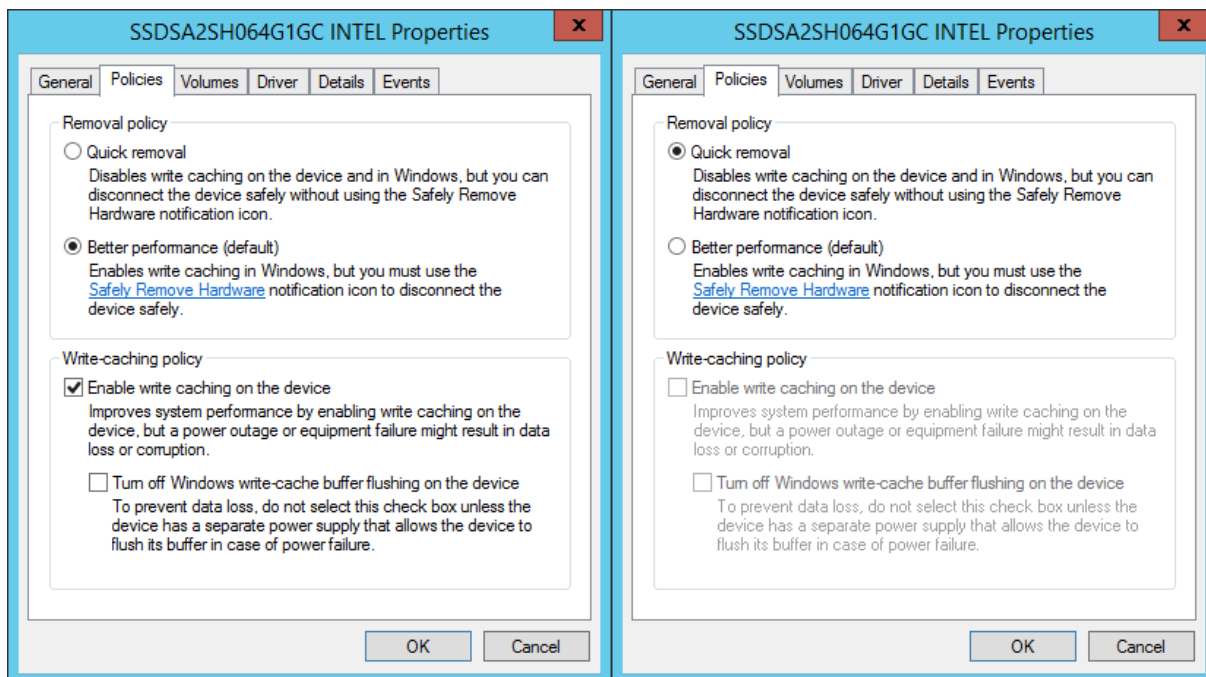 SSDSA2SH064G1GC INTEL Properties
x
General Policies Volumes Driver Details Events
Removal policy
Quick removal
Disables write caching on the device and in Windows, but you can
disconnect the device safely without using the Safely Remove
Hardware notification icon.
Better performance (default)
Enables write caching in Windows, but you must use the
Safely Remove Hardware notification icon to disconnect the
device safely.
Write-caching policy
Enable write caching on the device
Improves system performance by enabling write caching on the
device, but a power outage or equipment failure might result in data
loss or corruption.
Turn off Windows write-cache buffer flushing on the device
To prevent data loss, do not select this check box unless the
device has a separate power supply that allows the device to
flush its buffer in case of power failure.
OK Cancel
SSDSA2SH064G1GC INTEL Properties
x
General Policies Volumes Driver Details Events
Removal policy
Quick removal
Disables write caching on the device and in Windows, but you can
disconnect the device safely without using the Safely Remove
Hardware notification icon.
Better performance (default)
Enables write caching in Windows, but you must use the
Safely Remove Hardware notification icon to disconnect the
device safely.
Write-caching policy
Enable write caching on the device
Improves system performance by enabling write caching on the
device, but a power outage or equipment failure might result in data
loss or corruption.
Turn off Windows write-cache buffer flushing on the device
To prevent data loss, do not select this check box unless the
device has a separate power supply that allows the device to
flush its buffer in case of power failure.
OK Cancel